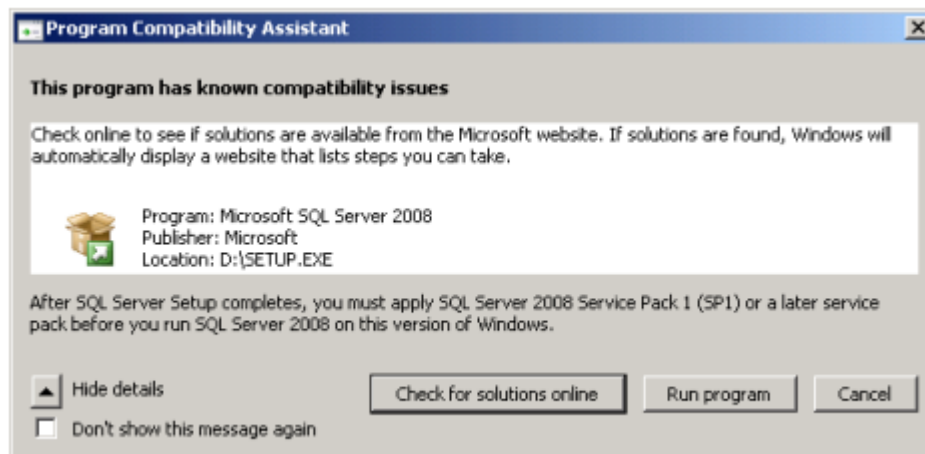 Program Compatibility Assistant
This program has known compatibility issues
Check online to see if solutions are available from the Microsoft website. If solutions are found, Windows will
automatically display a website that lists steps you can take.
Program: Microsoft SQL Server 2008
Publisher: Microsoft
Location: D:\SETUP.EXE
After SQL Server Setup completes, you must apply SQL Server 2008 Service Pack 1 (SP1) or a later service
pack before you run SQL Server 2008 on this version of Windows.
Hide details
Check for solutions online
Run program
Cancel
Don't show this message again